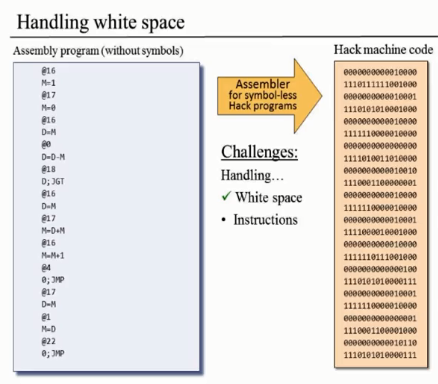 Handling white space
Assembly program (without symbols)
@16
M=1
@17
M=0
@16
D=M
@0
D=D-M
@18
D;JGT
@16
D=M
@17
M=D+M
@16
M=M+1
@4
0;JMP
@17
D=M
@1
M=D
@22
0;JMP
Assembler
for symbol-less
Hack programs
Challenges:
Handling…
✓ White space
• Instructions
Hack machine code
0000000000010000
1110111111001000
0000000000010001
1110101010001000
0000000000010000
1111110000010000
0000000000000000
1111010011010000
0000000000010010
1110001100000001
0000000000010000
1111110000010000
0000000000010001
1111000010001000
0000000000010000
1111110111001000
0000000000000100
1110101010000111
0000000000010001
1111110000010000
0000000000000001
1110001100001000
0000000000010110
1110101010000111